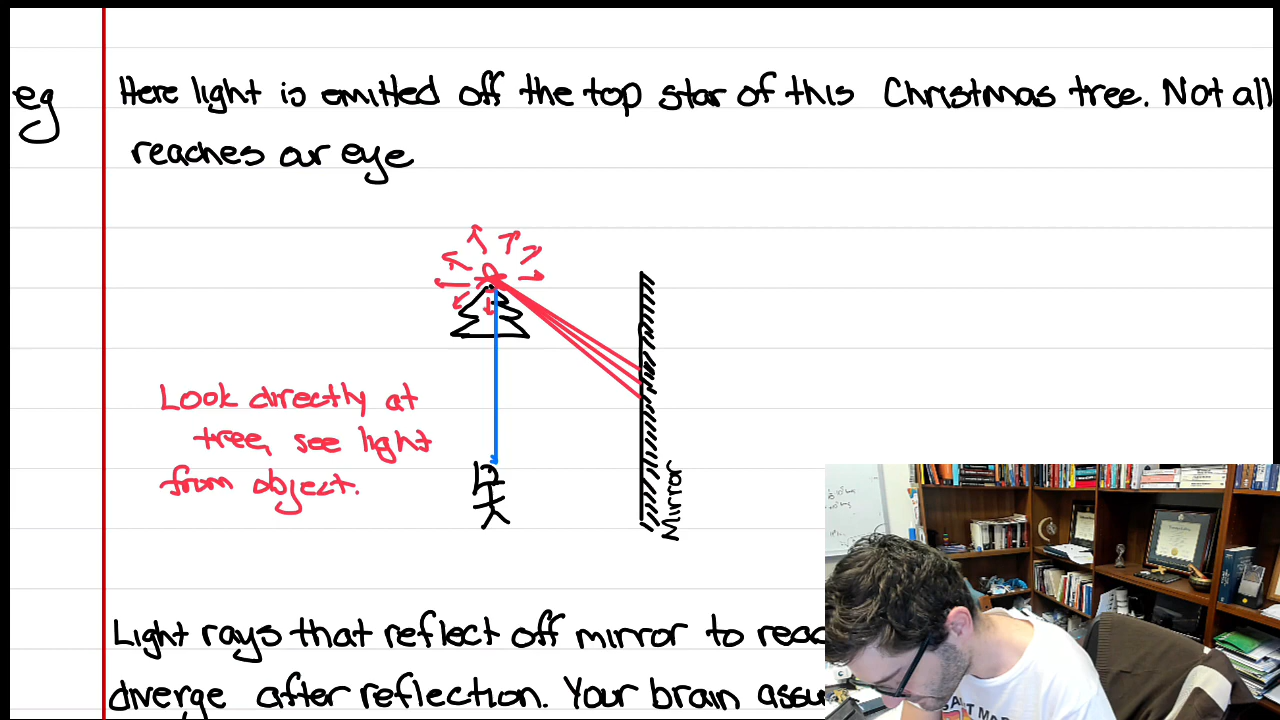 eg Here light is emitted off the top star of this Christmas tree. Not all
reaches our eye
Look directly at
tree, see light
from object.
Mirror
Light rays that reflect off mirror to
diverge after reflection. Your brain